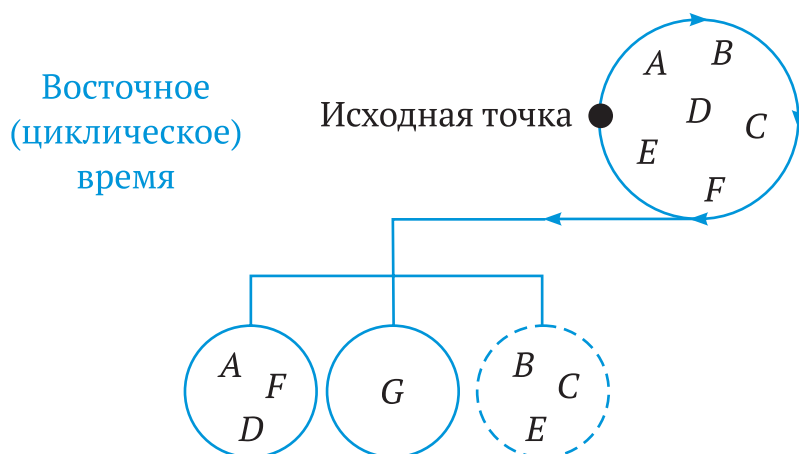 Восточное
(циклическое)
время
Исходная точка
A B
D C
E
F
A
F
D
G
B
C
E